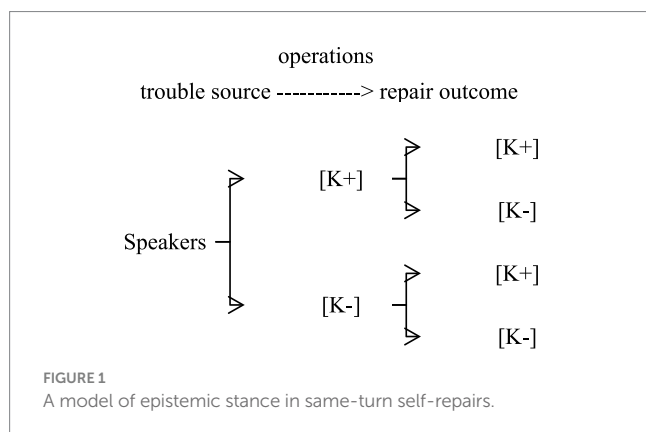 operations
trouble source -----------> repair outcome
[K+]
[K+]
[K-]
Speakers
[K+]
[K-]
[K-]
FIGURE 1
A model of epistemic stance in same-turn self-repairs.